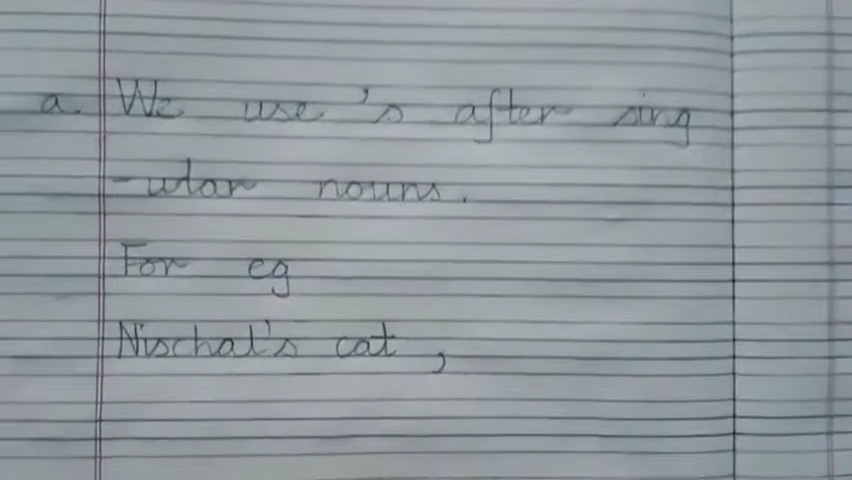 a. We use 's after sing
-ular nouns.
For eg
Nischal's cat ,